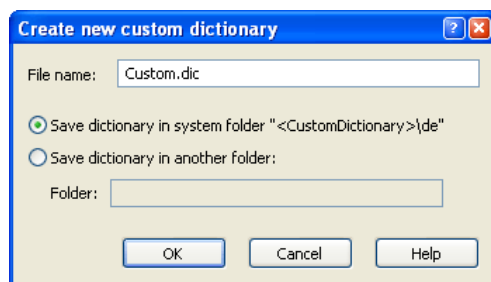 Create new custom dictionary
File name: Custom.dic
Save dictionary in system folder "<CustomDictionary>\de"
Save dictionary in another folder:
Folder:
OK Cancel Help